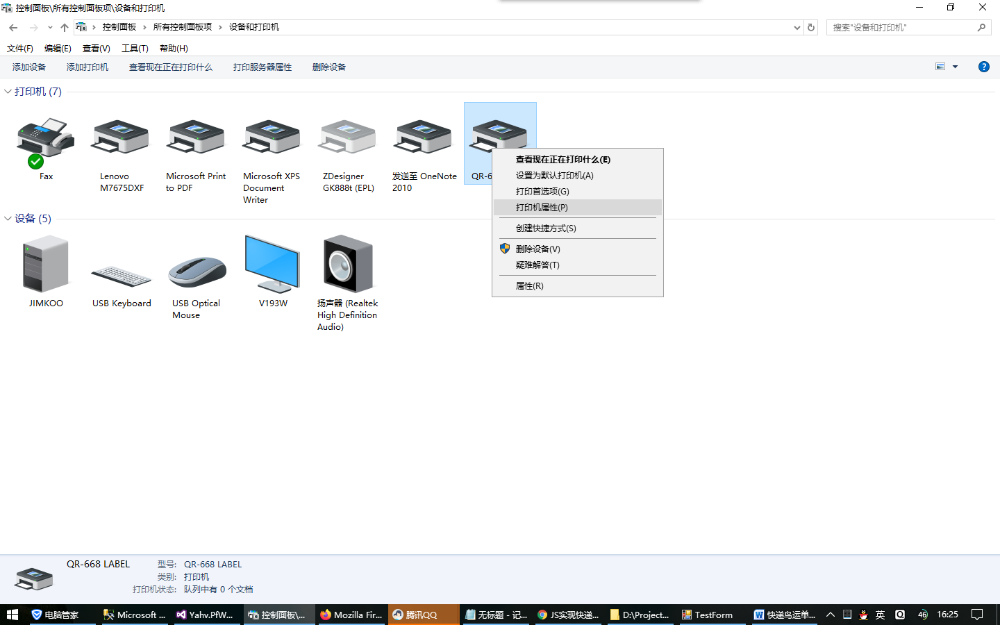 控制面板\所有控制面板项\设备和打印机
控制面板 › 所有控制面板项 › 设备和打印机
搜索"设备和打印机"
文件(F) 编辑(E) 查看(V) 工具(T) 帮助(H)
添加设备 添加打印机 查看现在正在打印什么 打印服务器属性 删除设备
打印机 (7)
Fax
Lenovo
M7675DXF
Microsoft Print
to PDF
Microsoft XPS
Document
Writer
ZDesigner
GK888t (EPL)
发送至 OneNote
2010
QR-6
查看现在正在打印什么(E)
设置为默认打印机(A)
打印首选项(G)
打印机属性(P)
创建快捷方式(S)
删除设备(V)
疑难解答(T)
属性(R)
设备 (5)
JIMKOO
USB Keyboard
USB Optical
Mouse
V193W
扬声器 (Realtek
High Definition
Audio)
QR-668 LABEL 型号: QR-668 LABEL
类别: 打印机
打印机状态: 队列中有 0 个文档
电脑管家 Microsoft ... Yahv.PfW... 控制面板\... Mozilla Fir... 腾讯QQ 无标题 - 记... JS实现快递... D:\Project... TestForm 快递鸟运单... 英 46 16:25